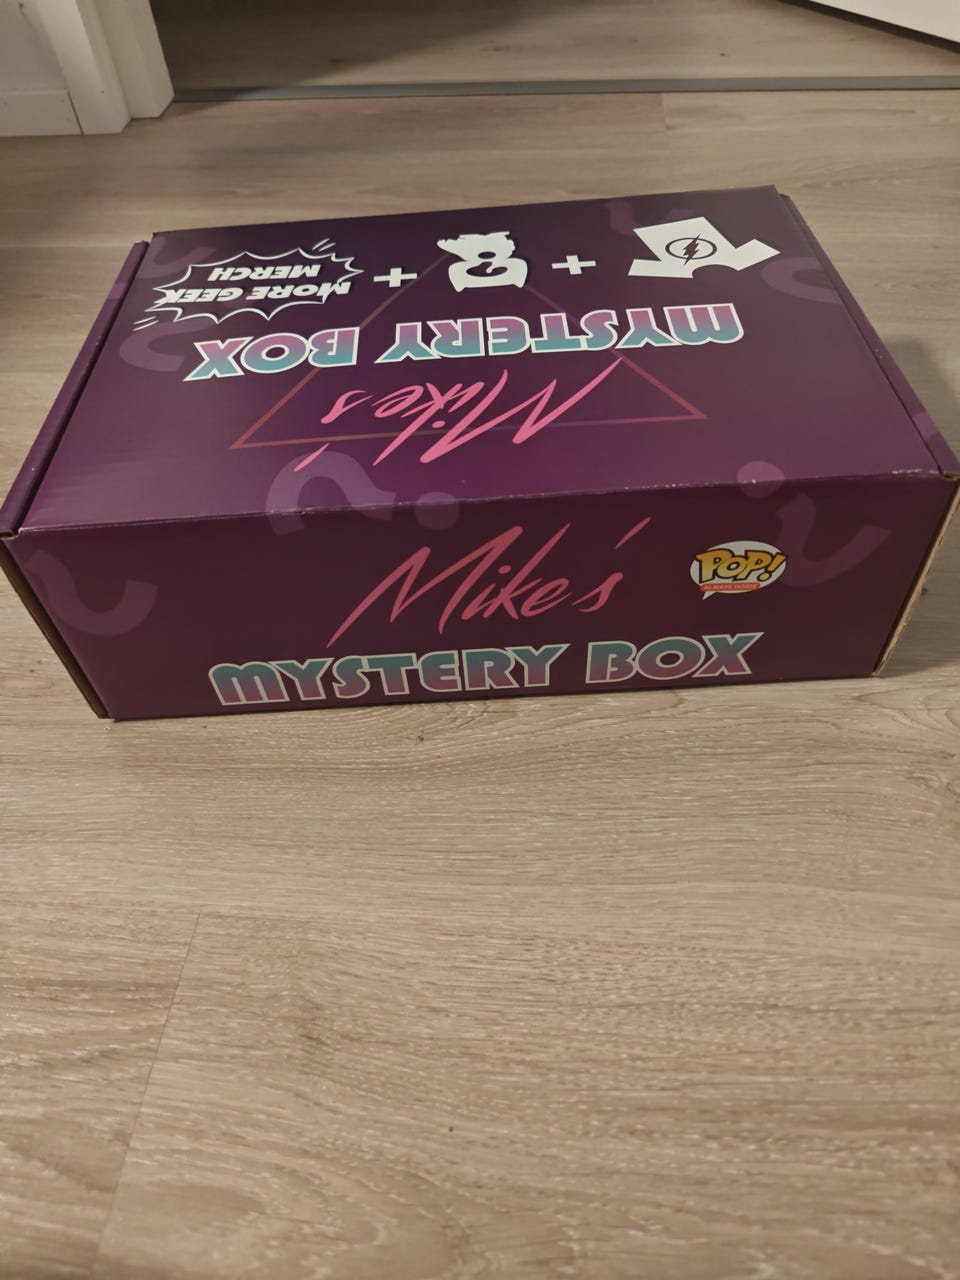 MORE GEEK
MERCH
+
+
MYSTERY BOX
Mike's
Mike's
POP!
ALWAYS INSIDE
MYSTERY BOX